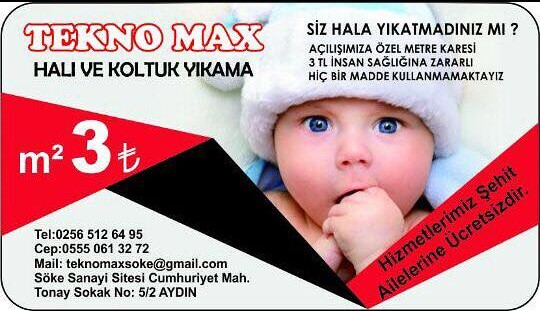 TEKNO MAX
HALI VE KOLTUK YIKAMA
SİZ HALA YIKATMADINIZ MI ?
AÇILIŞIMIZA ÖZEL METRE KARESİ
3 TL İNSAN SAĞLIĞINA ZARARLI
HİÇ BİR MADDE KULLANMAMAKTAYIZ
m² 3 ₺
Hizmetlerimiz Şehit
Ailelerine Ücretsizdir.
Tel:0256 512 64 95
Cep:0555 061 32 72
Mail: teknomaxsoke@gmail.com
Söke Sanayi Sitesi Cumhuriyet Mah.
Tonay Sokak No: 5/2 AYDIN